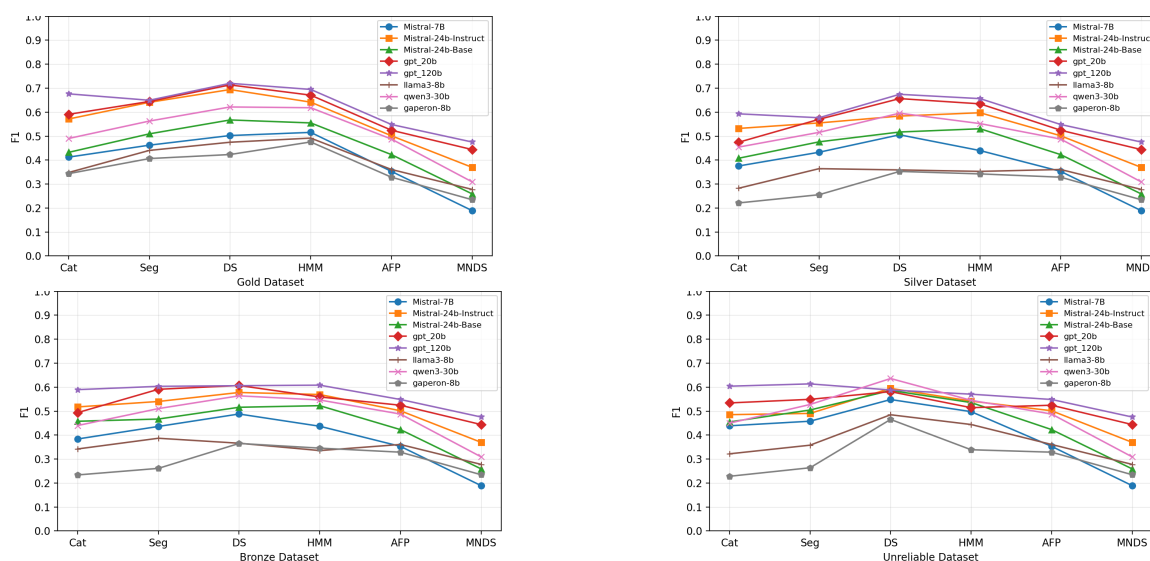 1.0
0.9
0.8
0.7
0.6
0.5
0.4
0.3
0.2
0.1
0.0
F1
Mistral-7B
Mistral-24b-Instruct
Mistral-24b-Base
gpt_20b
gpt_120b
llama3-8b
qwen3-30b
gaperon-8b
Cat Seg DS HMM AFP MNDS
Gold Dataset
1.0
0.9
0.8
0.7
0.6
0.5
0.4
0.3
0.2
0.1
0.0
F1
Mistral-7B
Mistral-24b-Instruct
Mistral-24b-Base
gpt_20b
gpt_120b
llama3-8b
qwen3-30b
gaperon-8b
Cat Seg DS HMM AFP MNDS
Silver Dataset
1.0
0.9
0.8
0.7
0.6
0.5
0.4
0.3
0.2
0.1
0.0
F1
Mistral-7B
Mistral-24b-Instruct
Mistral-24b-Base
gpt_20b
gpt_120b
llama3-8b
qwen3-30b
gaperon-8b
Cat Seg DS HMM AFP MNDS
Bronze Dataset
1.0
0.9
0.8
0.7
0.6
0.5
0.4
0.3
0.2
0.1
0.0
F1
Mistral-7B
Mistral-24b-Instruct
Mistral-24b-Base
gpt_20b
gpt_120b
llama3-8b
qwen3-30b
gaperon-8b
Cat Seg DS HMM AFP MNDS
Unreliable Dataset